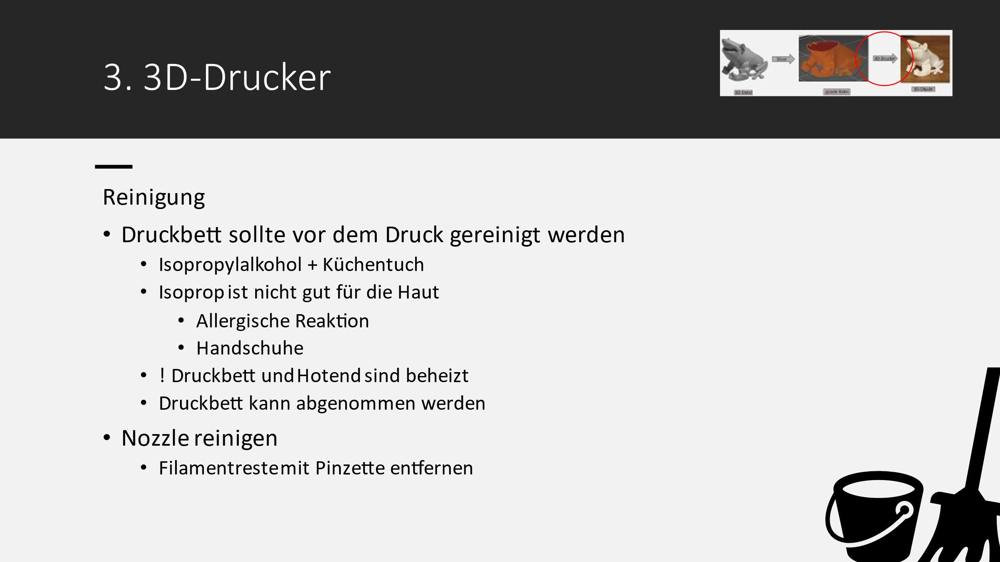 3. 3D-Drucker
Slicer
3D-Drucker
3D-Datei
.gcode-Datei
3D-Objekt
Reinigung
• Druckbett sollte vor dem Druck gereinigt werden
• Isopropylalkohol + Küchentuch
• Isoprop ist nicht gut für die Haut
• Allergische Reaktion
• Handschuhe
• ! Druckbett und Hotend sind beheizt
• Druckbett kann abgenommen werden
• Nozzle reinigen
• Filamentreste mit Pinzette entfernen